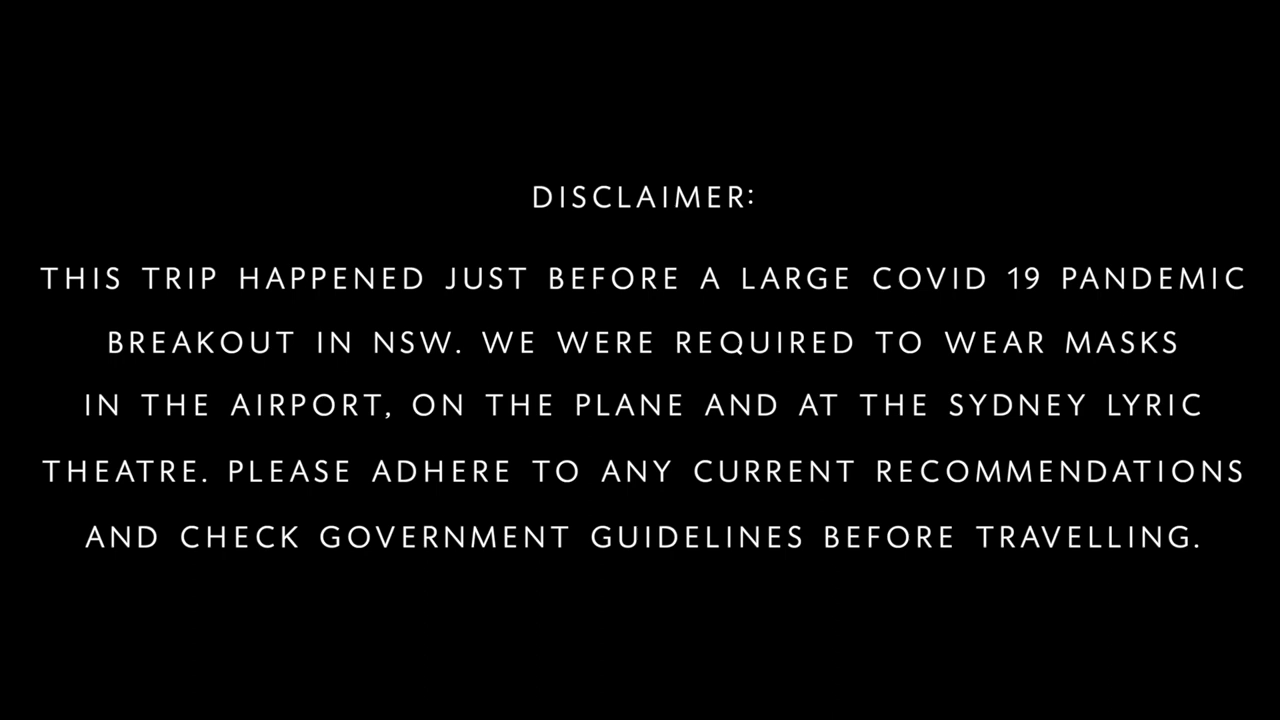 DISCLAIMER:
THIS TRIP HAPPENED JUST BEFORE A LARGE COVID 19 PANDEMIC
BREAKOUT IN NSW. WE WERE REQUIRED TO WEAR MASKS
IN THE AIRPORT, ON THE PLANE AND AT THE SYDNEY LYRIC
THEATRE. PLEASE ADHERE TO ANY CURRENT RECOMMENDATIONS
AND CHECK GOVERNMENT GUIDELINES BEFORE TRAVELLING.